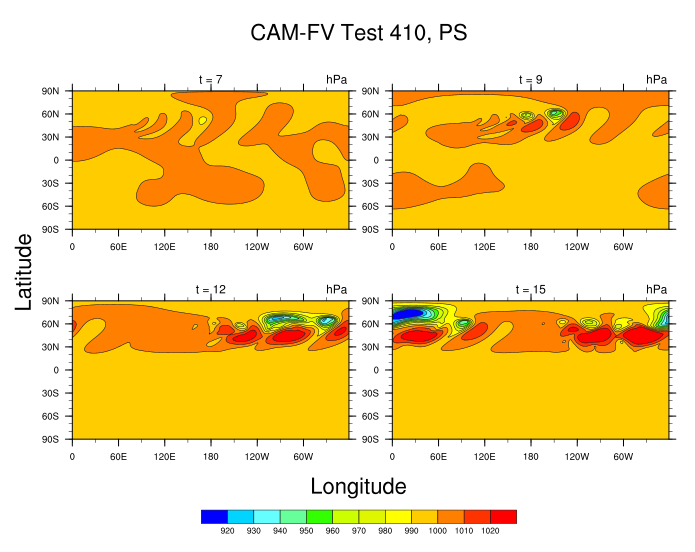 CAM-FV Test 410, PS
t = 7 hPa
t = 9 hPa
90N
60N
30N
0
30S
60S
90S
0 60E 120E 180 120W 60W
90N
60N
30N
0
30S
60S
90S
0 60E 120E 180 120W 60W
Latitude
t = 12 hPa
t = 15 hPa
90N
60N
30N
0
30S
60S
90S
0 60E 120E 180 120W 60W
90N
60N
30N
0
30S
60S
90S
0 60E 120E 180 120W 60W
Longitude
920 930 940 950 960 970 980 990 1000 1010 1020